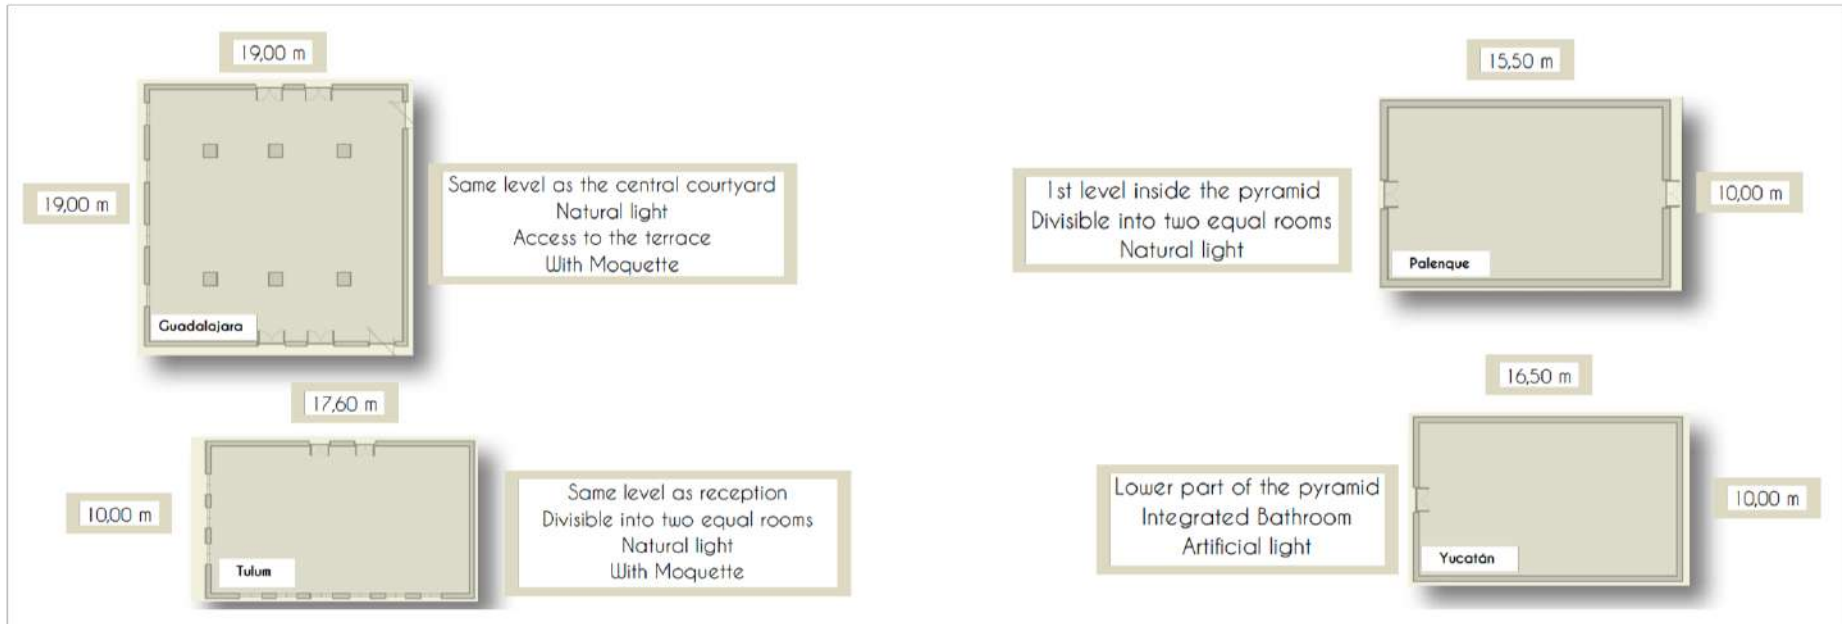 19,00 m
19,00 m
Same level as the central courtyard
Natural light
Access to the terrace
With Moquette
Guadalajara
17,60 m
10,00 m
Same level as reception
Divisible into two equal rooms
Natural light
With Moquette
Tulum
15,50 m
1st level inside the pyramid
Divisible into two equal rooms
Natural light
10,00 m
Palenque
16,50 m
Lower part of the pyramid
Integrated Bathroom
Artificial light
10,00 m
Yucatán